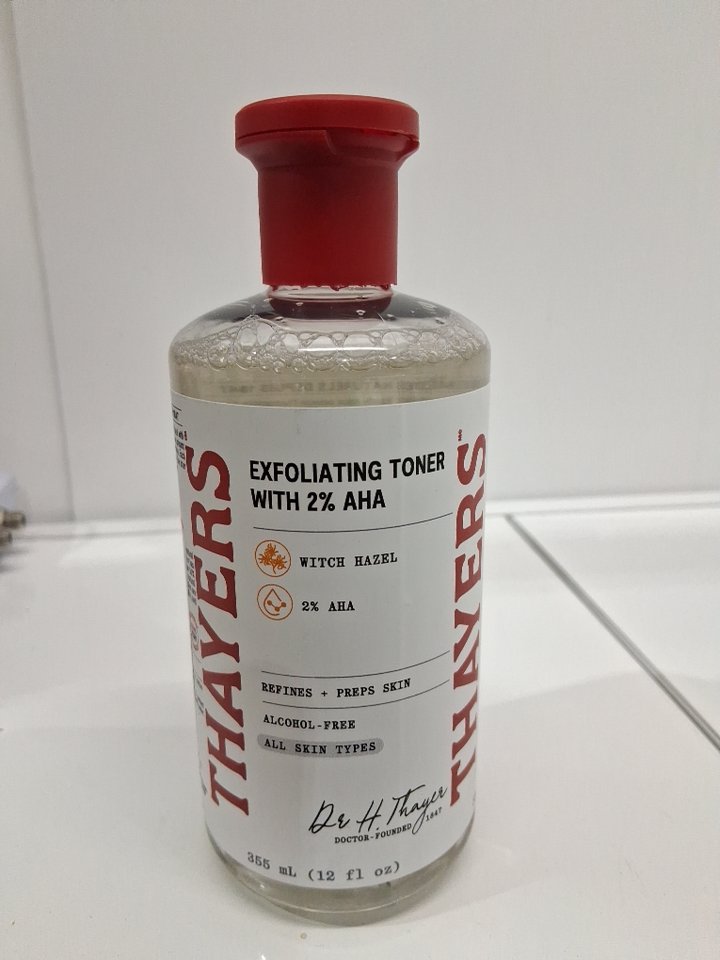 THAYERS
EXFOLIATING TONER
WITH 2% AHA
WITCH HAZEL
2% AHA
REFINES + PREPS SKIN
ALCOHOL-FREE
ALL SKIN TYPES
Dr H. Thayer
DOCTOR-FOUNDED 1847
355 mL (12 fl oz)
THAYERS